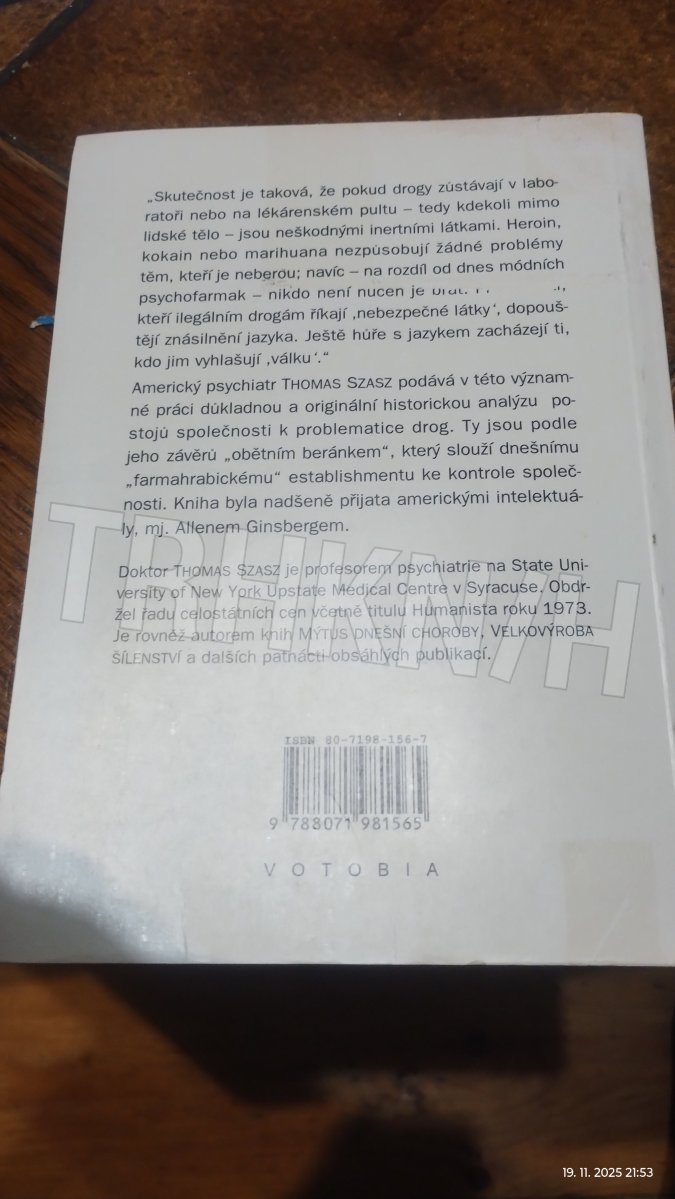 „Skutečnost je taková, že pokud drogy zůstávají v labo-
ratoři nebo na lékárenském pultu – tedy kdekoli mimo
lidské tělo – jsou neškodnými inertními látkami. Heroin,
kokain nebo marihuana nezpůsobují žádné problémy
těm, kteří je neberou; navíc – na rozdíl od dnes módních
psychofarmak – nikdo není nucen je
kteří ilegálním drogám říkají ‚nebezpečné látky‘, dopouš-
tějí znásilnění jazyka. Ještě hůře s jazykem zacházejí ti,
kdo jim vyhlašují ‚válku‘.“
Americký psychiatr THOMAS SZASZ podává v této význam-
né práci důkladnou a originální historickou analýzu po-
stojů společnosti k problematice drog. Ty jsou podle
jeho závěrů „obětním beránkem“, který slouží dnešnímu
„farmahrabickému“ establishmentu ke kontrole společ-
nosti. Kniha byla nadšeně přijata americkými intelektuá-
ly, mj. Allenem Ginsbergem.
Doktor THOMAS SZASZ je profesorem psychiatrie na State Uni-
versity of New York Upstate Medical Centre v Syracuse. Obdr-
žel řadu celostátních cen včetně titulu Humanista roku 1973.
Je rovněž autorem knih MÝTUS DNEŠNÍ CHOROBY, VELKOVÝROBA
ŠÍLENSTVÍ a dalších patnácti obsáhlých publikací.
TRHKNIH
ISBN 80-7198-156-7
9 788071 981565
VOTOBIA
19. 11. 2025 21:53